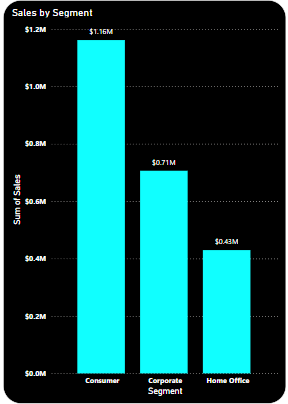 Sales by Segment
$1.2M
$1.16M
$1.0M
$0.8M
$0.71M
$0.6M
$0.43M
$0.4M
$0.2M
$0.0M
Sum of Sales
Consumer Corporate Home Office
Segment